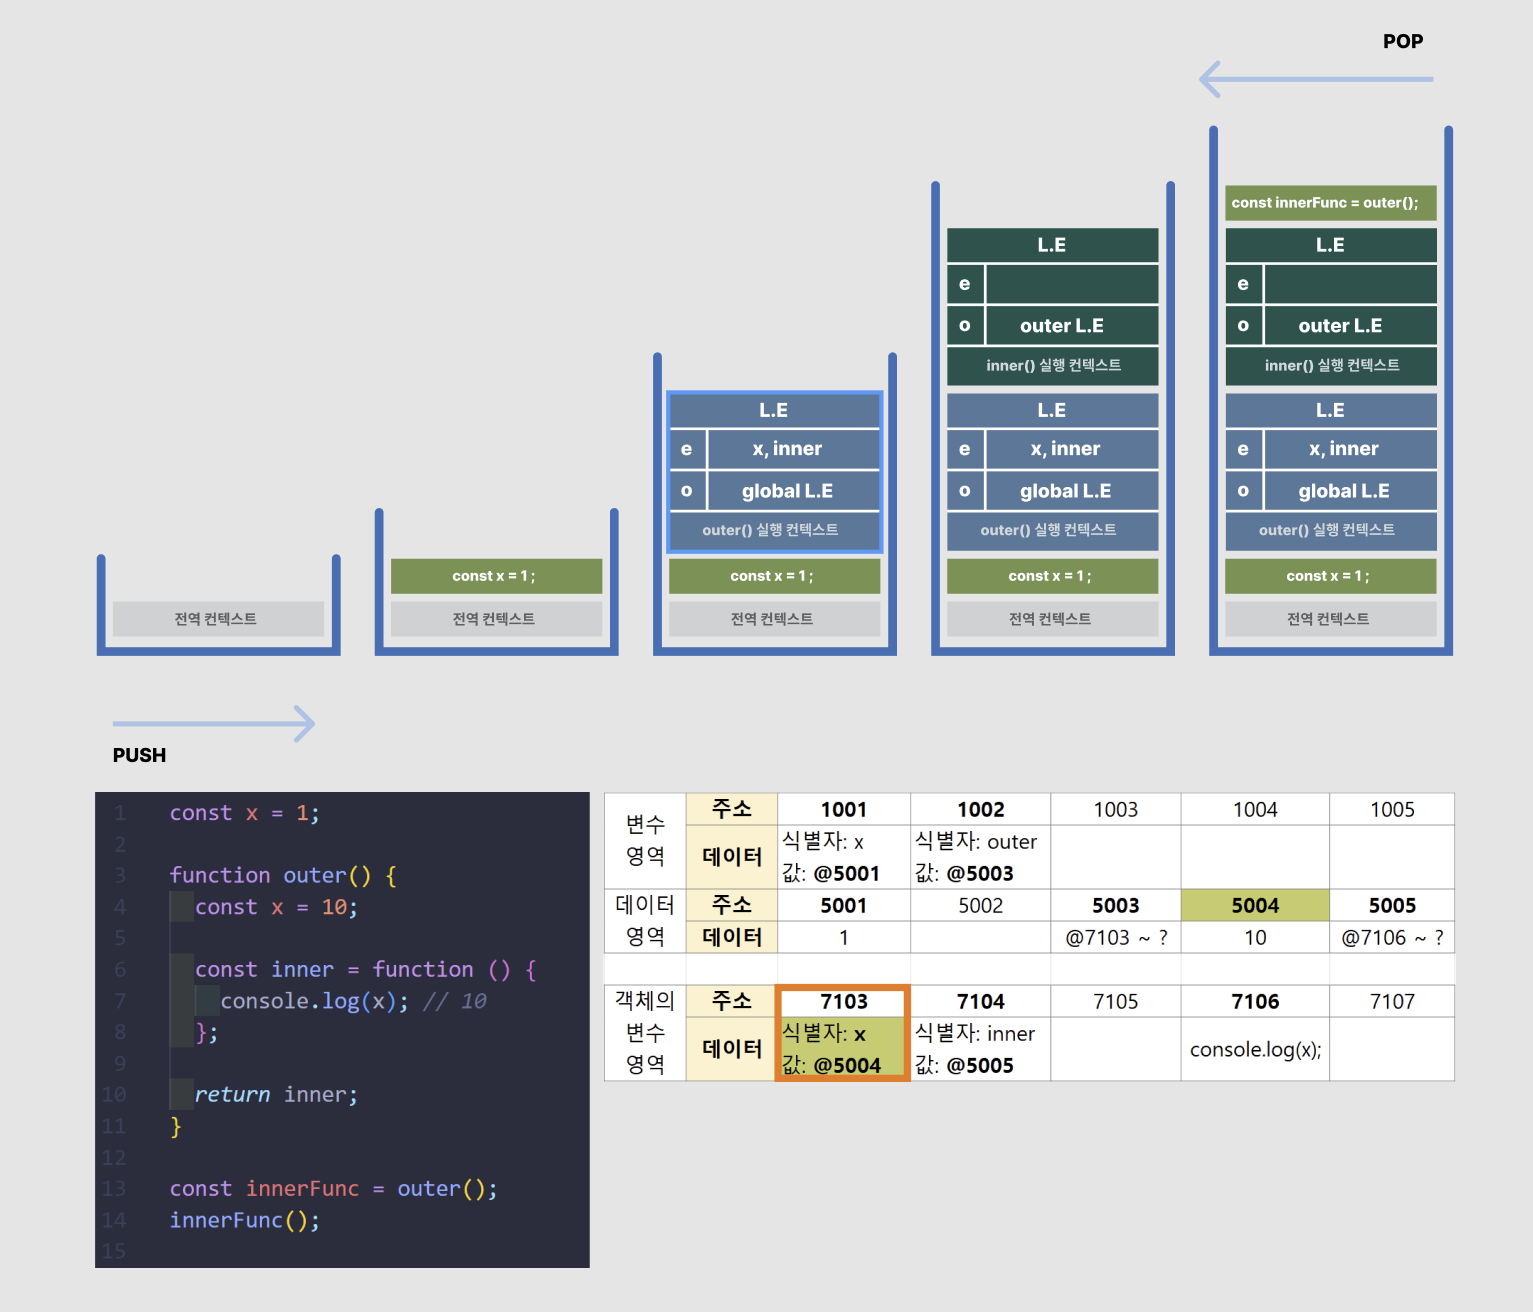 POP
const innerFunc = outer();
L.E
L.E
e
e
o
outer L.E
o
outer L.E
inner() 실행 컨텍스트
inner() 실행 컨텍스트
L.E
L.E
L.E
e
x, inner
e
x, inner
e
x, inner
o
global L.E
o
global L.E
o
global L.E
outer() 실행 컨텍스트
outer() 실행 컨텍스트
outer() 실행 컨텍스트
const x = 1 ;
const x = 1 ;
const x = 1 ;
const x = 1 ;
전역 컨텍스트
전역 컨텍스트
전역 컨텍스트
전역 컨텍스트
전역 컨텍스트
PUSH
1 const x = 1;
2
3 function outer() {
4 const x = 10;
5
6 const inner = function () {
7 console.log(x); // 10
8 };
9
10 return inner;
11 }
12
13 const innerFunc = outer();
14 innerFunc();
15
변수
영역
주소
1001
1002
1003
1004
1005
데이터
식별자: x
값: @5001
식별자: outer
값: @5003
데이터
영역
주소
5001
5002
5003
5004
5005
데이터
1
@7103 ~ ?
10
@7106 ~ ?
객체의
변수
영역
주소
7103
7104
7105
7106
7107
데이터
식별자: x
값: @5004
식별자: inner
값: @5005
console.log(x);